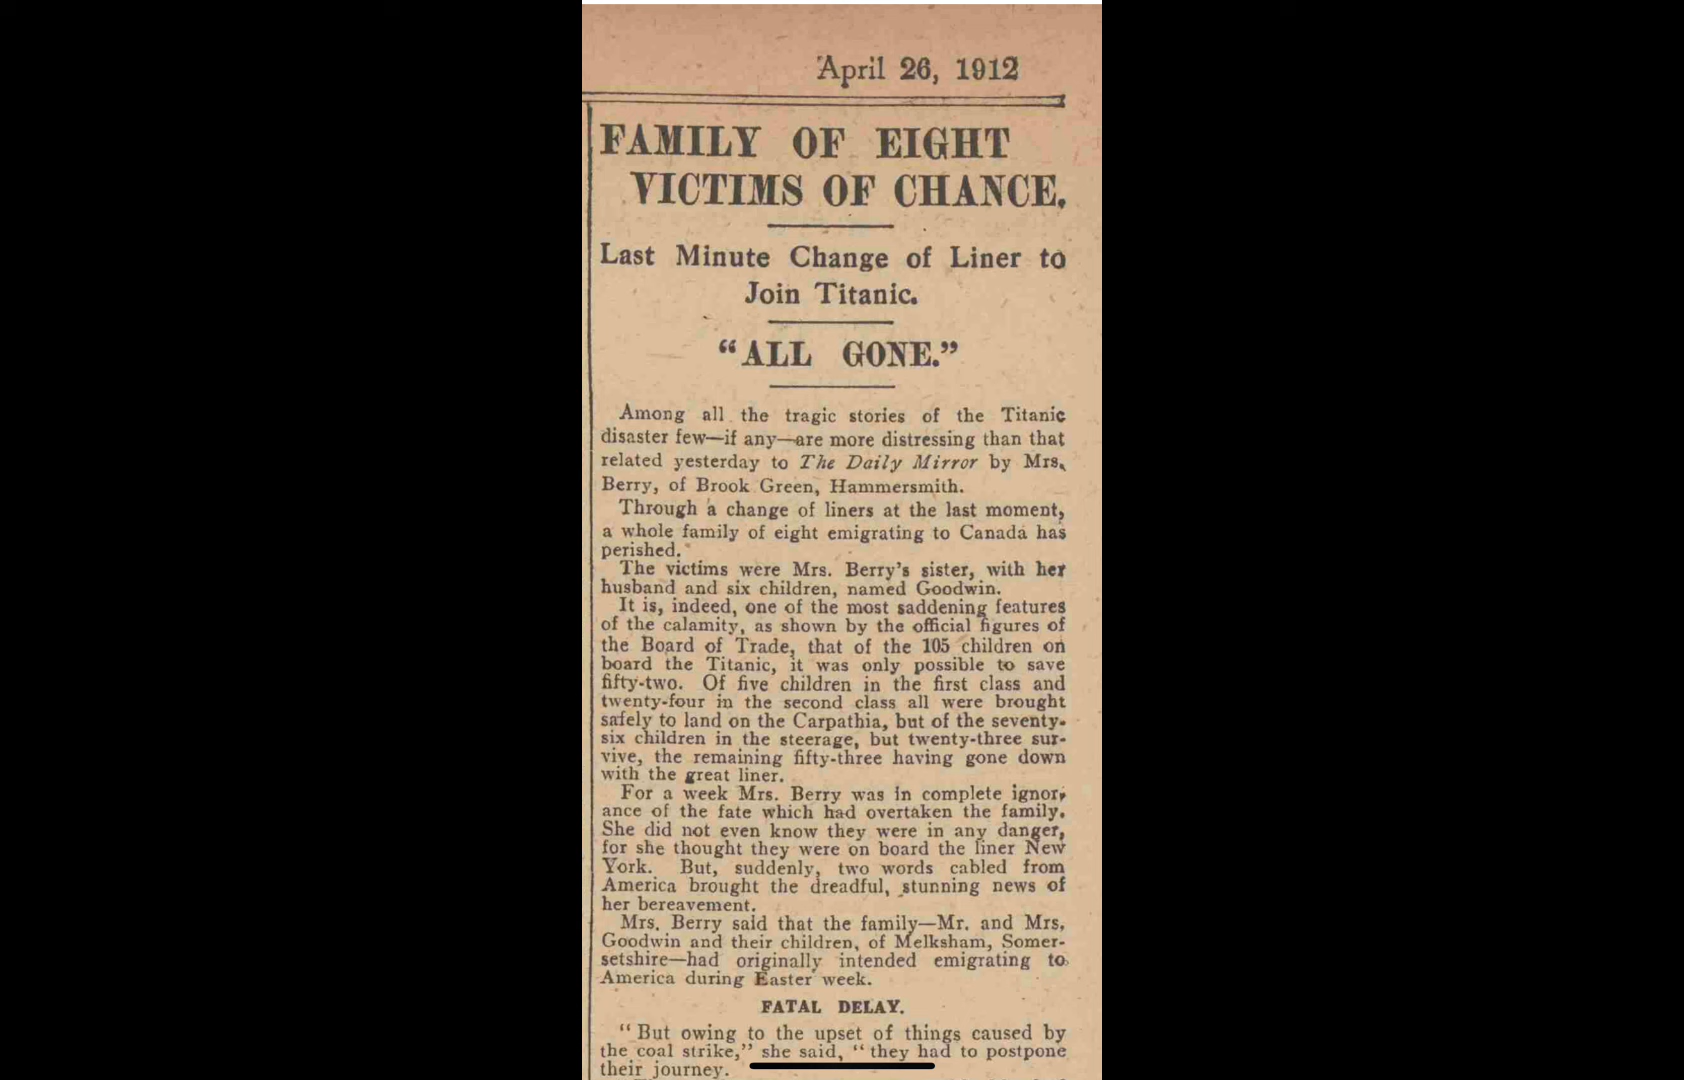 April 26, 1912
FAMILY OF EIGHT
VICTIMS OF CHANCE.
Last Minute Change of Liner to
Join Titanic.
“ALL GONE.”
Among all the tragic stories of the Titanic
disaster few—if any—are more distressing than that
related yesterday to The Daily Mirror by Mrs.
Berry, of Brook Green, Hammersmith.
Through a change of liners at the last moment,
a whole family of eight emigrating to Canada has
perished.
The victims were Mrs. Berry’s sister, with her
husband and six children, named Goodwin.
It is, indeed, one of the most saddening features
of the calamity, as shown by the official figures of
the Board of Trade, that of the 105 children on
board the Titanic, it was only possible to save
fifty-two. Of five children in the first class and
twenty-four in the second class all were brought
safely to land on the Carpathia, but of the seventy-
six children in the steerage, but twenty-three sur-
vive, the remaining fifty-three having gone down
with the great liner.
For a week Mrs. Berry was in complete ignor-
ance of the fate which had overtaken the family.
She did not even know they were in any danger,
for she thought they were on board the liner New
York. But, suddenly, two words cabled from
America brought the dreadful, stunning news of
her bereavement.
Mrs. Berry said that the family—Mr. and Mrs.
Goodwin and their children, of Melksham, Somer-
setshire—had originally intended emigrating to
America during Easter week.
FATAL DELAY.
“But owing to the upset of things caused by
the coal strike,” she said, “they had to postpone
their journey.